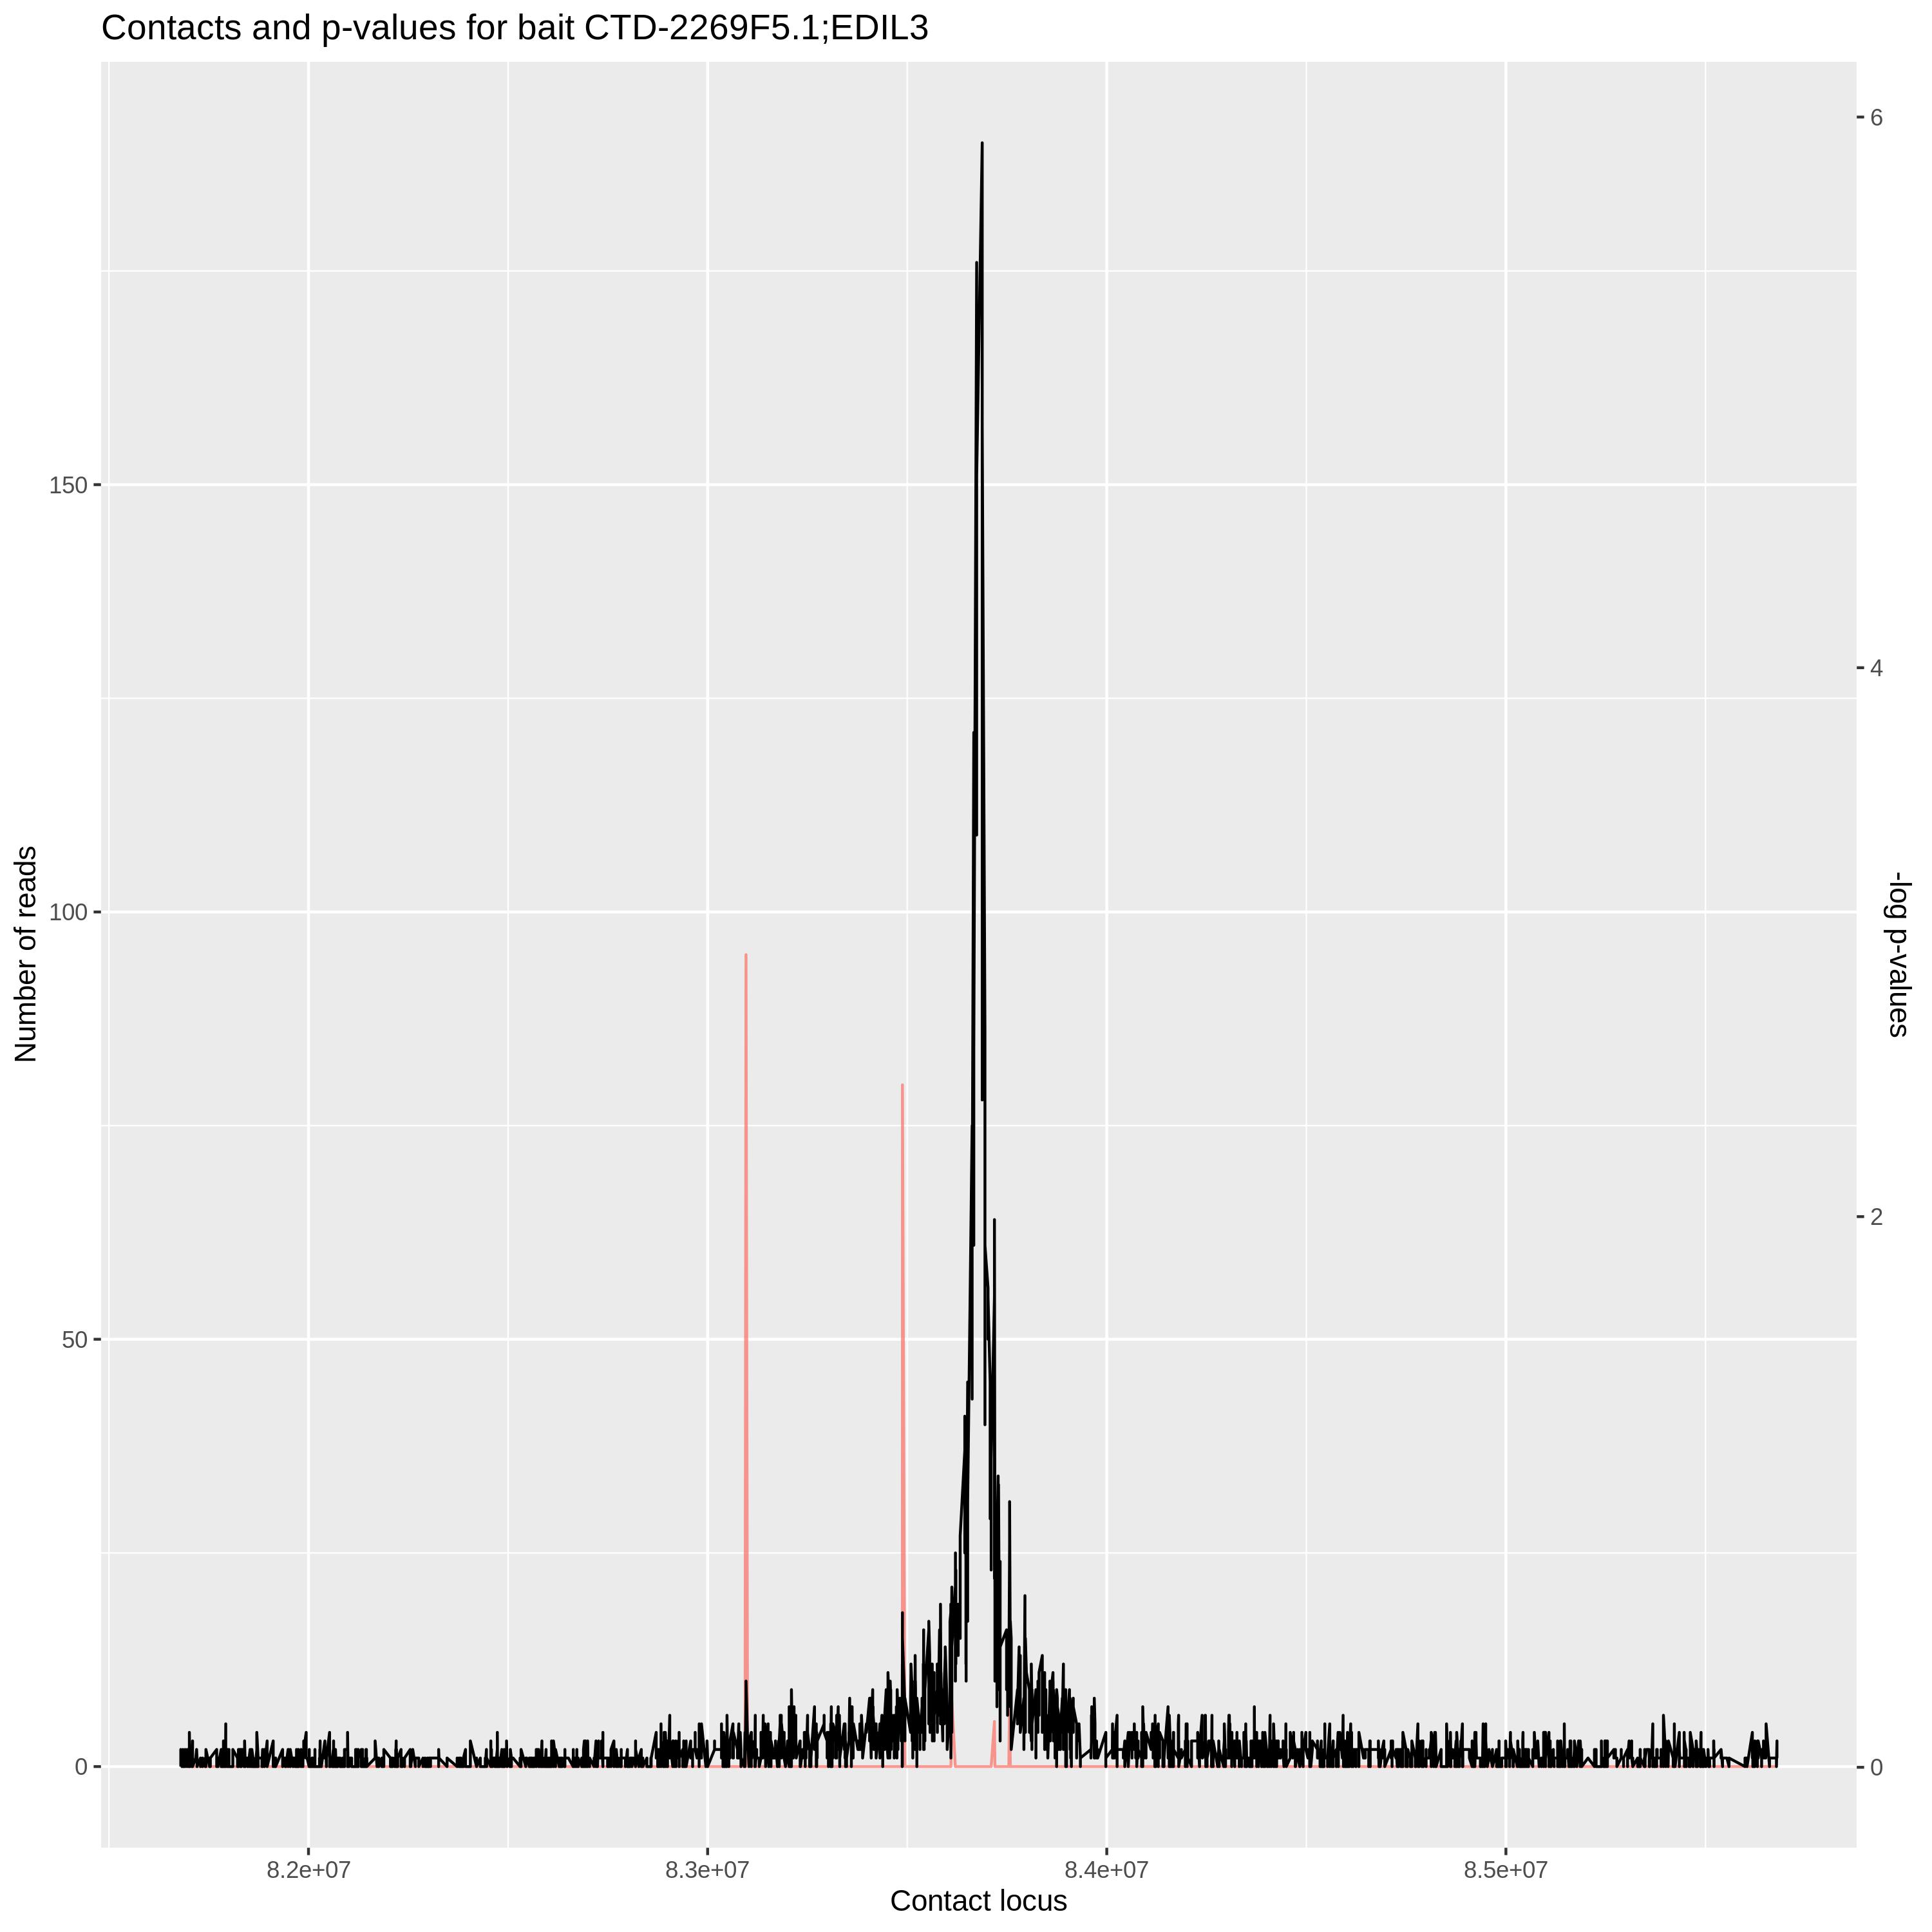 Contacts and p-values for bait CTD-2269F5.1;EDIL3
6
150
4
Number of reads
100
-log p-values
2
50
0
0
8.2e+07
8.3e+07
8.4e+07
8.5e+07
Contact locus